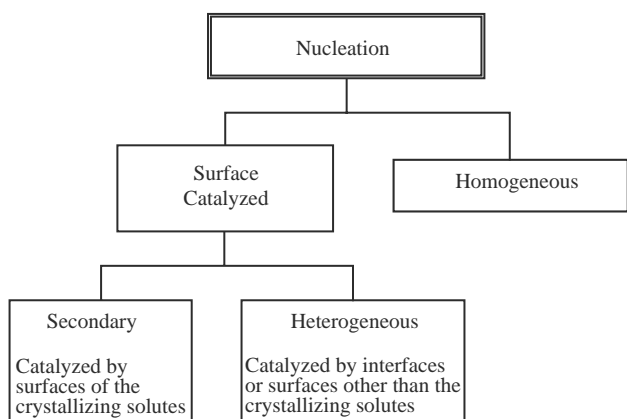 Nucleation
Surface
Catalyzed
Homogeneous
Secondary
Catalyzed by
surfaces of the
crystallizing solutes
Heterogeneous
Catalyzed by interfaces
or surfaces other than the
crystallizing solutes